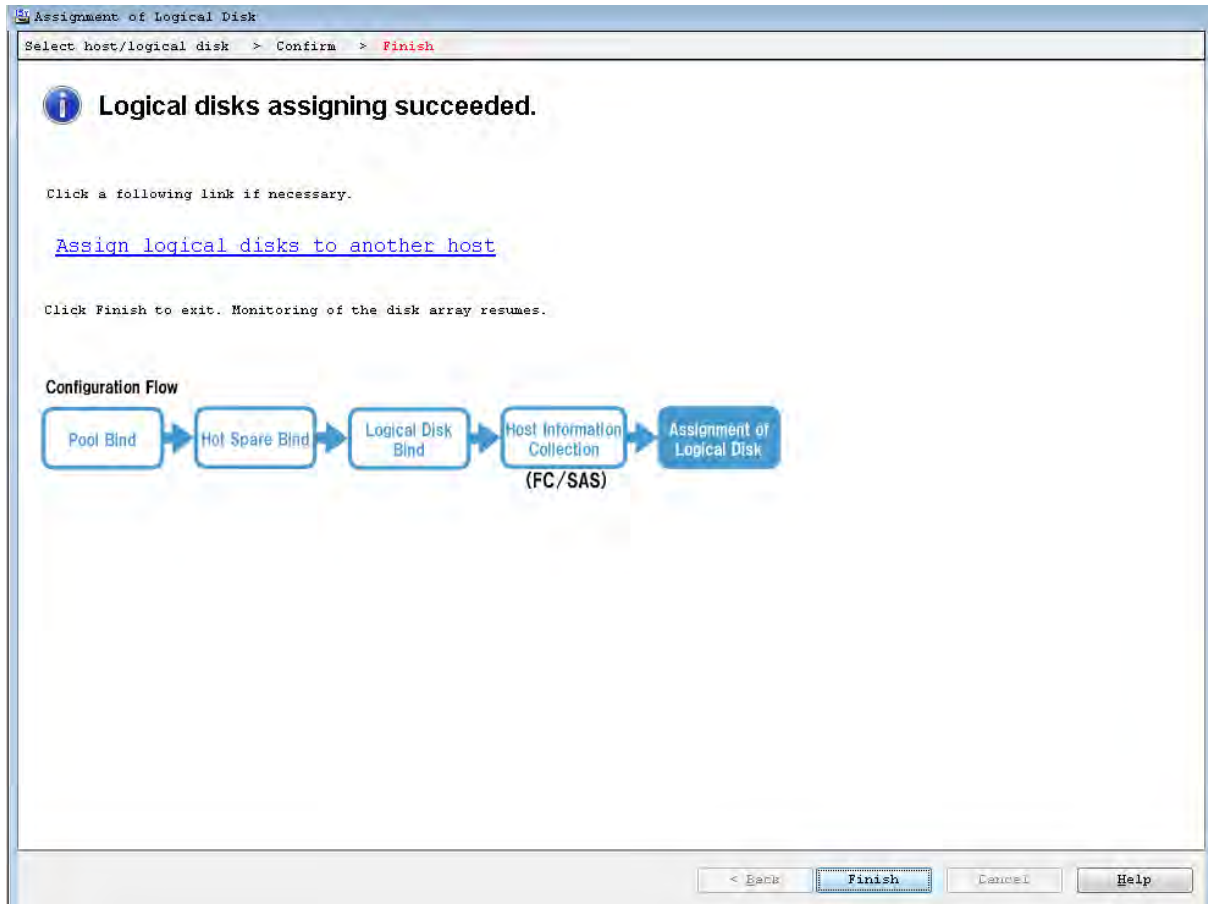 Assignment of Logical Disk
Select host/logical disk > Confirm > Finish
Logical disks assigning succeeded.
Click a following link if necessary.
Assign logical disks to another host
Click Finish to exit. Monitoring of the disk array resumes.
Configuration Flow
Pool Bind
Hot Spare Bind
Logical Disk
Bind
Host Information
Collection
Assignment of
Logical Disk
(FC/SAS)
< Back Finish Cancel Help